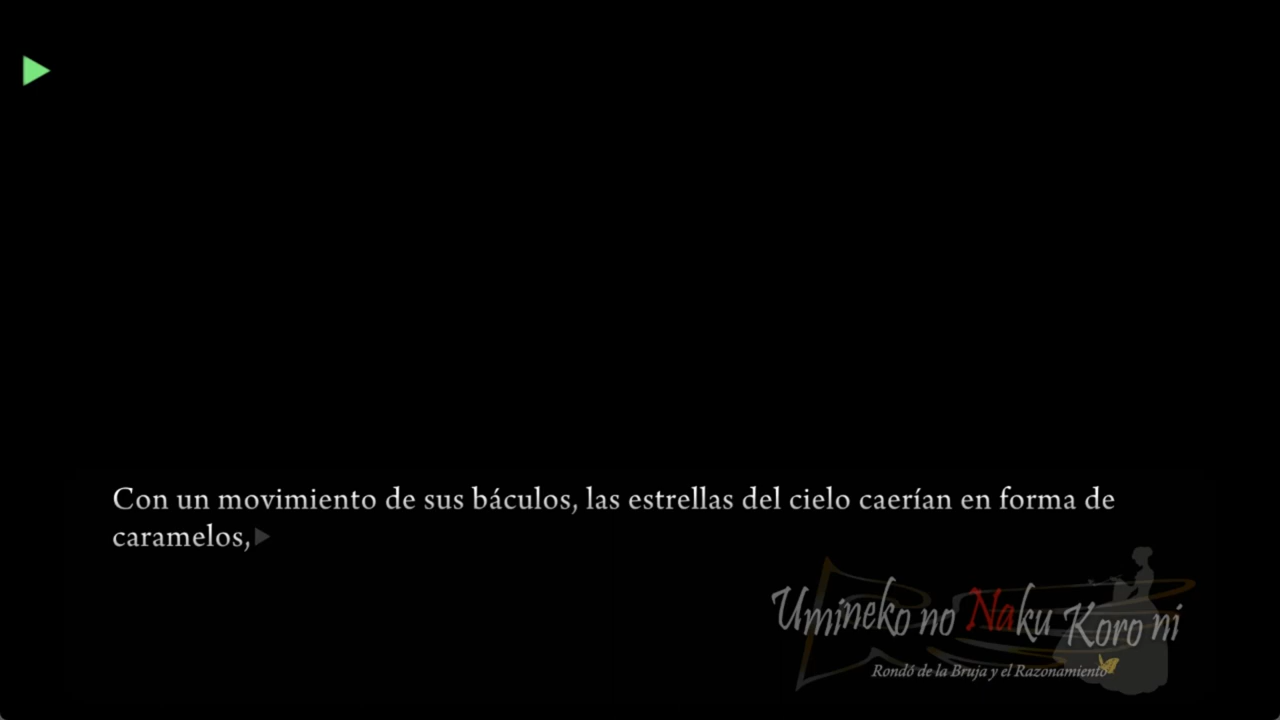 Con un movimiento de sus báculos, las estrellas del cielo caerían en forma de
caramelos,
Umineko no Naku Koro ni
Rondó de la Bruja y el Razonamiento